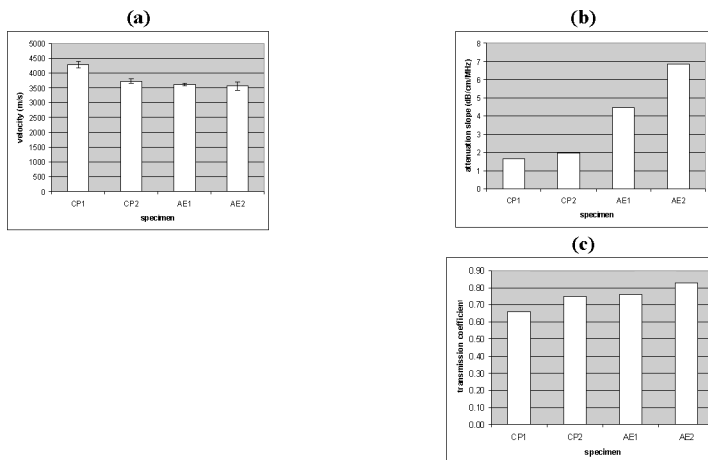 (a)
5000
4500
4000
3500
3000
2500
2000
1500
1000
500
0
velocity (m/s)
CP1 CP2 AE1 AE2
specimen
(b)
8
7
6
5
4
3
2
1
0
attenuation slope (dB/cm/MHz)
CP1 CP2 AE1 AE2
specimen
(c)
0.90
0.80
0.70
0.60
0.50
0.40
0.30
0.20
0.10
0.00
transmission coefficient
CP1 CP2 AE1 AE2
specimen